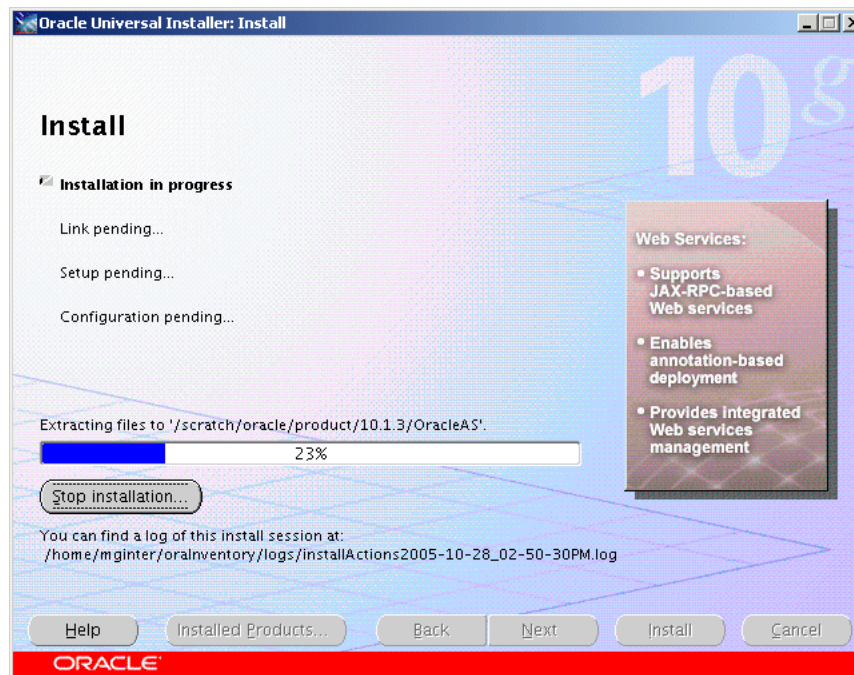 Oracle Universal Installer: Install
10g
Install
Installation in progress
Link pending...
Setup pending...
Configuration pending...
Web Services:
• Supports
JAX-RPC-based
Web services
• Enables
annotation-based
deployment
• Provides integrated
Web services
management
Extracting files to '/scratch/oracle/product/10.1.3/OracleAS'.
23%
Stop installation...
You can find a log of this install session at:
/home/mginter/oraInventory/logs/installActions2005-10-28_02-50-30PM.log
Help Installed Products... Back Next Install Cancel
ORACLE